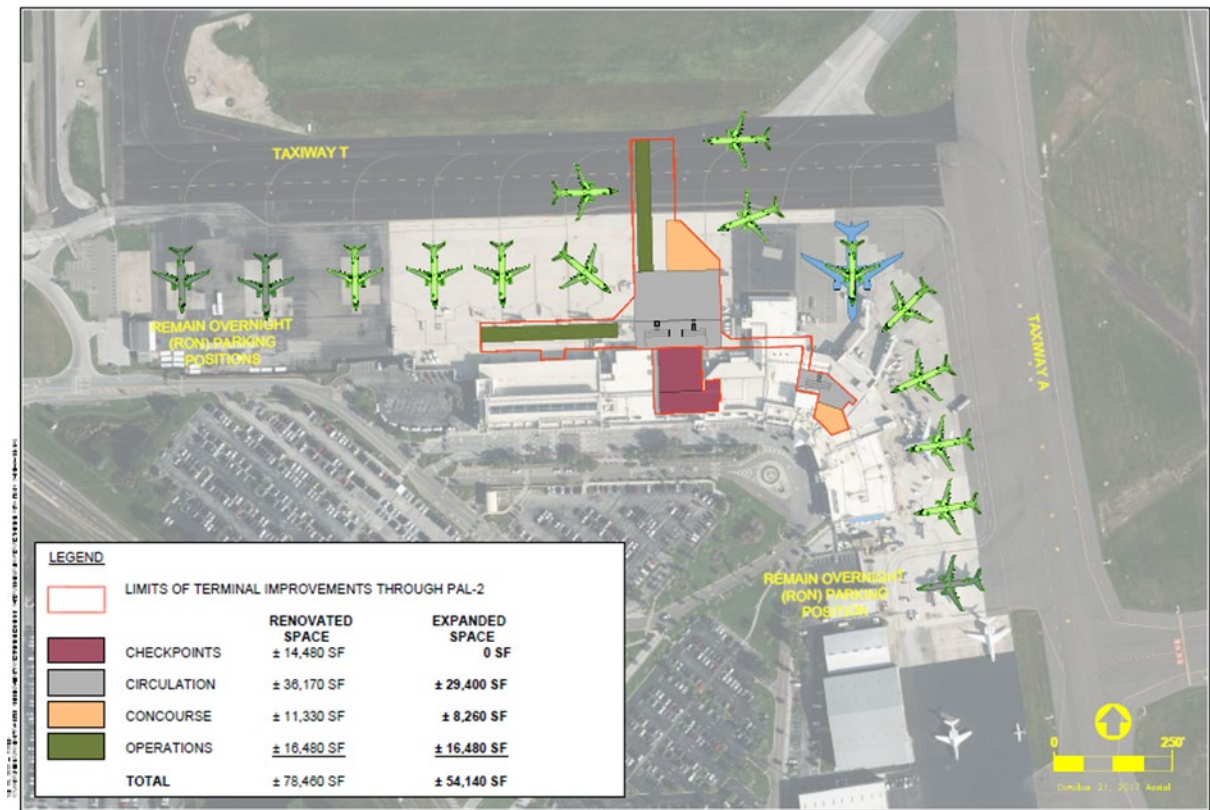 TAXIWAY T
REMAIN OVERNIGHT
(RON) PARKING
POSITIONS
TAXIWAY A
REMAIN OVERNIGHT
(RON) PARKING
POSITION
LEGEND
LIMITS OF TERMINAL IMPROVEMENTS THROUGH PAL-2
RENOVATED SPACE EXPANDED SPACE
CHECKPOINTS ± 14,480 SF 0 SF
CIRCULATION ± 36,170 SF ± 29,400 SF
CONCOURSE ± 11,330 SF ± 8,260 SF
OPERATIONS ± 16,480 SF ± 16,480 SF
TOTAL ± 78,460 SF ± 54,140 SF
0 250'
October 21, 2017 Aerial